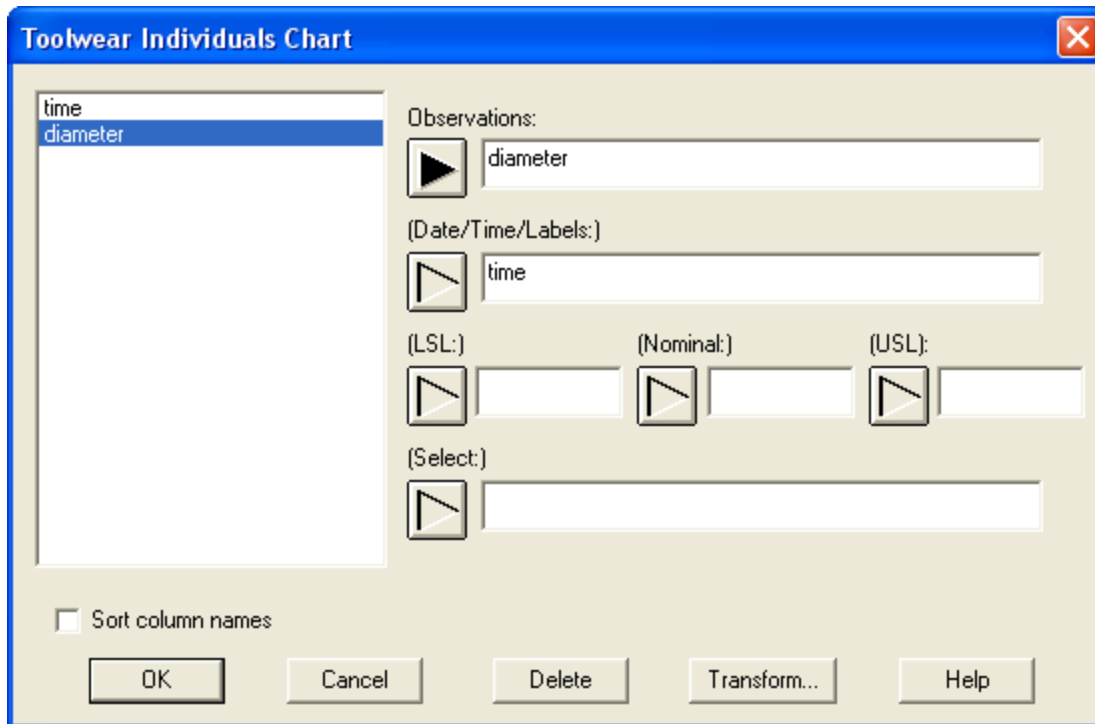 Toolwear Individuals Chart
time
diameter
Observations:
diameter
(Date/Time/Labels:)
time
(LSL:) (Nominal:) (USL):
(Select:)
Sort column names
OK Cancel Delete Transform... Help